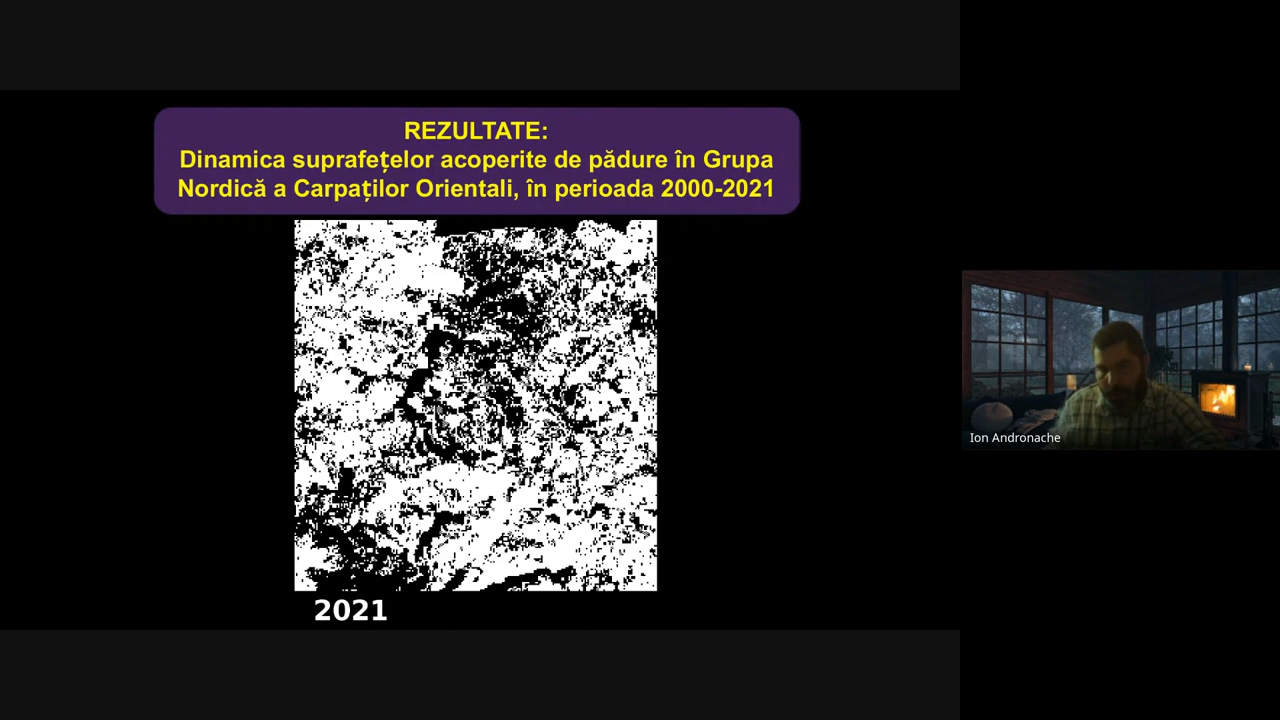 REZULTATE:
Dinamica suprafețelor acoperite de pădure în Grupa
Nordică a Carpaților Orientali, în perioada 2000-2021
2021
Ion Andronache